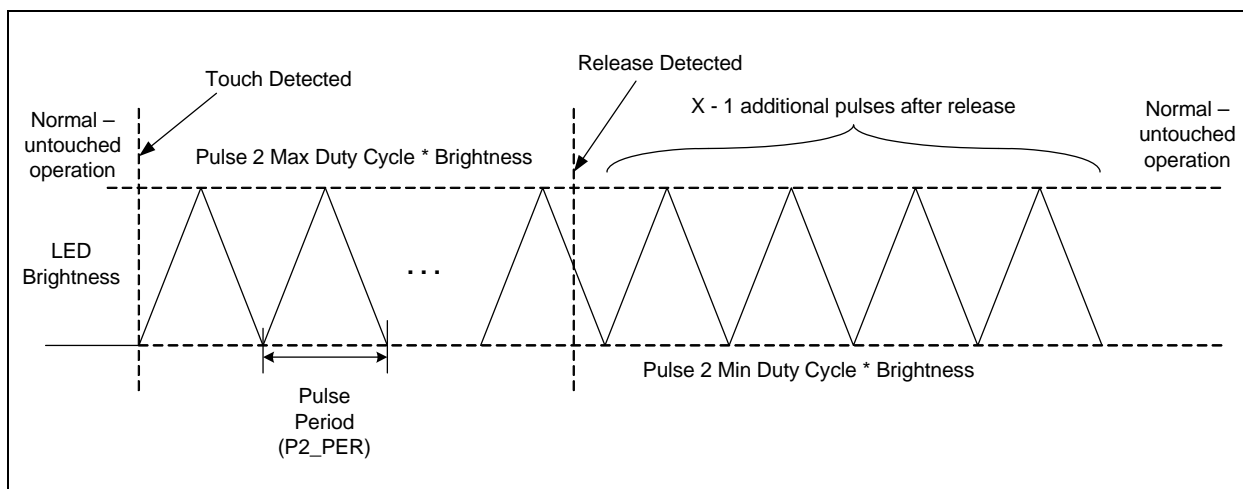 Touch Detected
Release Detected
X - 1 additional pulses after release
Normal –
untouched
operation
Normal –
untouched
operation
Pulse 2 Max Duty Cycle * Brightness
LED
Brightness
. . .
Pulse 2 Min Duty Cycle * Brightness
Pulse
Period
(P2_PER)